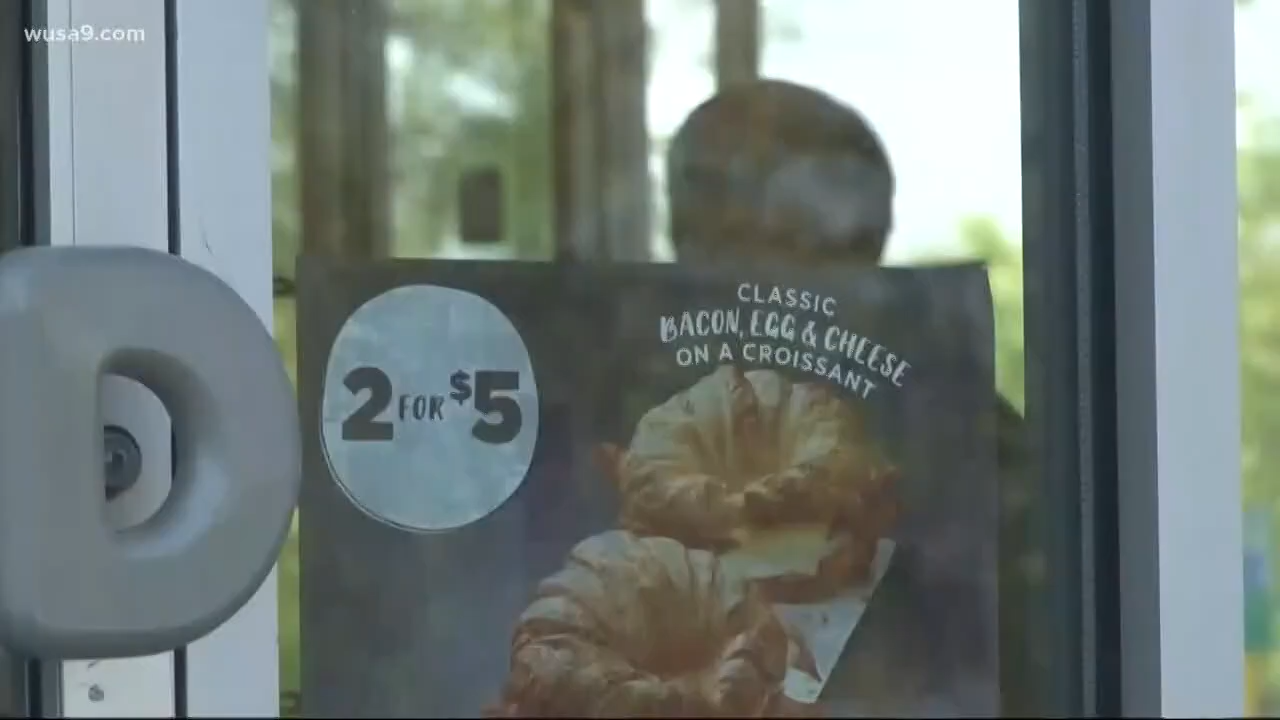 wusa9.com
2 FOR $5
CLASSIC
BACON, EGG & CHEESE
ON A CROISSANT